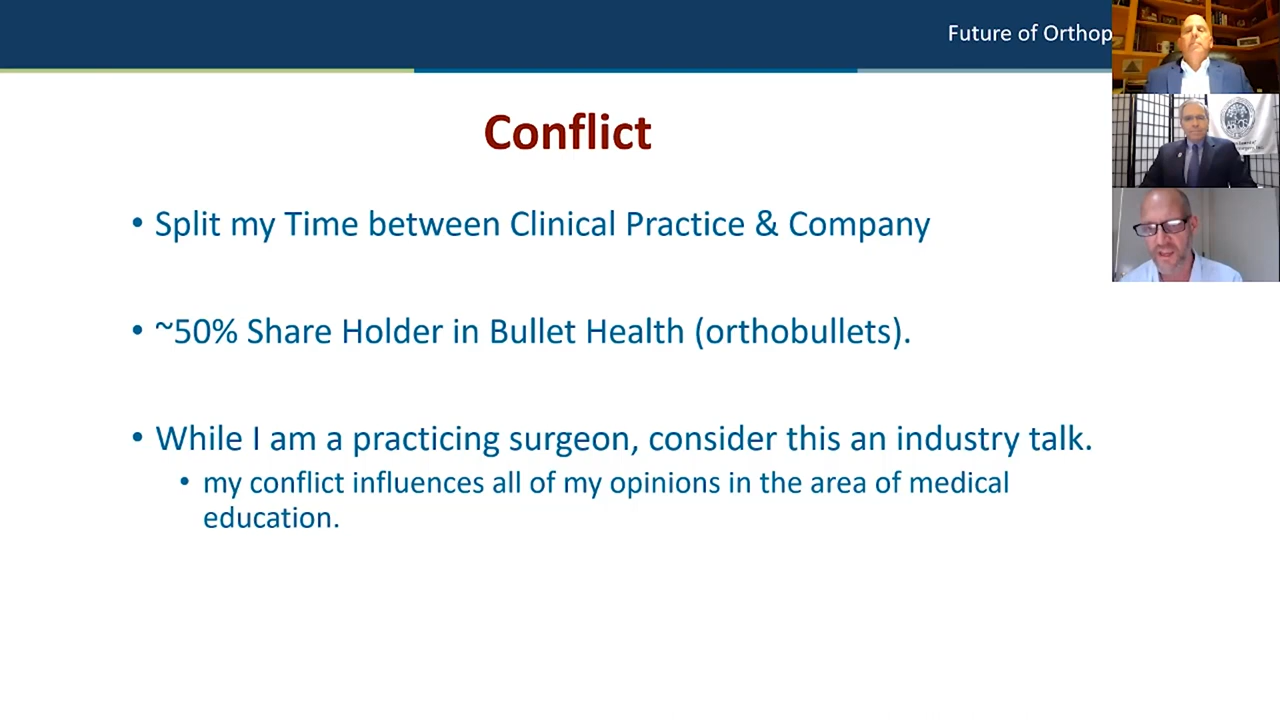 Future of Orthop
Conflict
• Split my Time between Clinical Practice & Company
• ~50% Share Holder in Bullet Health (orthobullets).
• While I am a practicing surgeon, consider this an industry talk.
• my conflict influences all of my opinions in the area of medical
education.